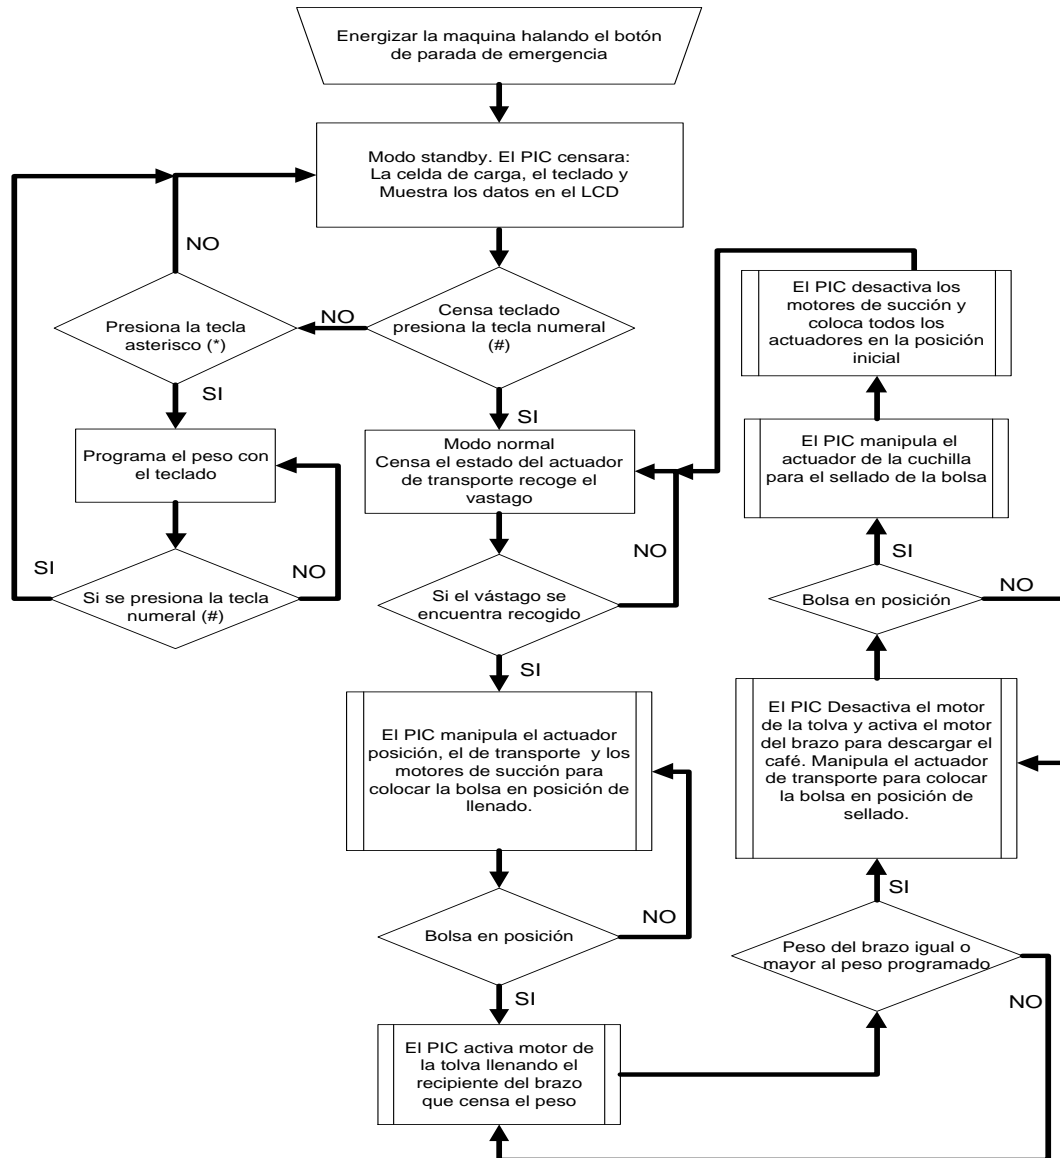 Energizar la maquina halando el botón
de parada de emergencia
Modo standby. El PIC censara:
La celda de carga, el teclado y
Muestra los datos en el LCD
NO
Censa teclado
presiona la tecla numeral
(#)
NO
Presiona la tecla
asterisco (*)
SI
Programa el peso con
el teclado
SI
NO
Si se presiona la tecla
numeral (#)
SI
Modo normal
Censa el estado del actuador
de transporte recoge el
vastago
NO
Si el vástago se
encuentra recogido
SI
El PIC manipula el actuador
posición, el de transporte y los
motores de succión para
colocar la bolsa en posición de
llenado.
Bolsa en posición
NO
SI
El PIC activa motor de
la tolva llenando el
recipiente del brazo
que censa el peso
Peso del brazo igual o
mayor al peso programado
NO
SI
El PIC Desactiva el motor
de la tolva y activa el motor
del brazo para descargar el
café. Manipula el actuador
de transporte para colocar
la bolsa en posición de
sellado.
Bolsa en posición
NO
SI
El PIC manipula el
actuador de la cuchilla
para el sellado de la bolsa
El PIC desactiva los
motores de succión y
coloca todos los
actuadores en la posición
inicial